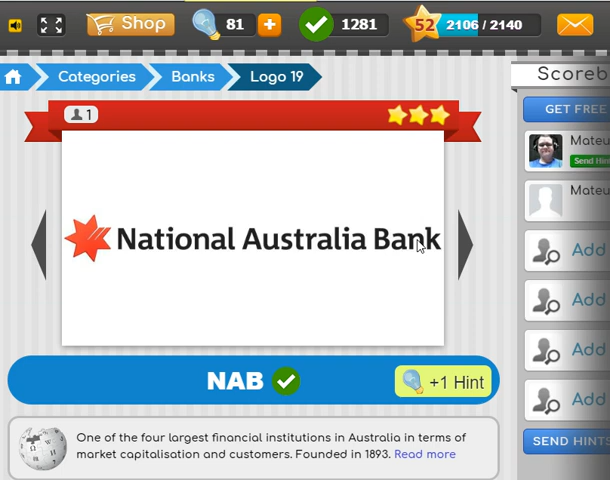 Shop
81
1281
52
2106 / 2140
Categories
Banks
Logo 19
Scoreb
1
GET FREE
Mateu
Send Hin
Mateu
National Australia Bank
Add
Add
Add
Add
NAB
+1 Hint
One of the four largest financial institutions in Australia in terms of
market capitalisation and customers. Founded in 1893. Read more
SEND HINTS